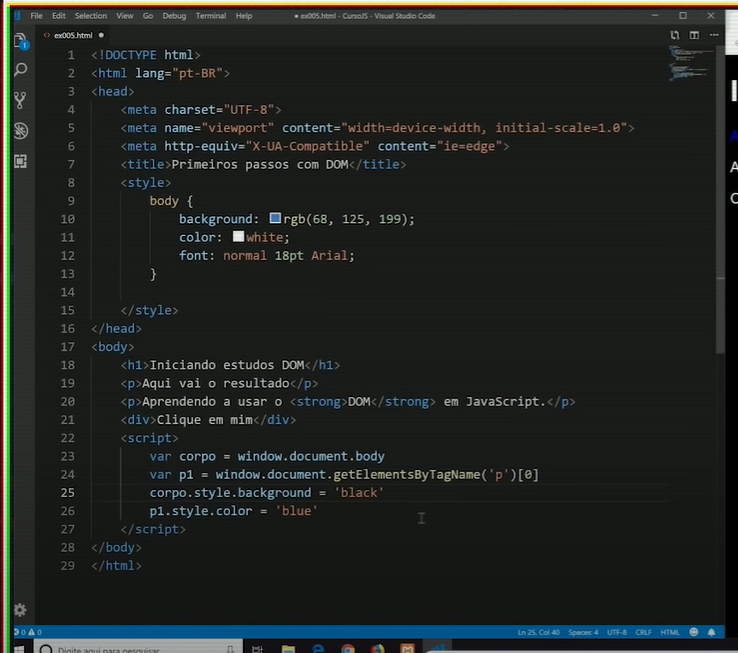 File Edit Selection View Go Debug Terminal Help
● ex005.html - CursoJS - Visual Studio Code
ex005.html
1 <!DOCTYPE html>
2 <html lang="pt-BR">
3 <head>
4 <meta charset="UTF-8">
5 <meta name="viewport" content="width=device-width, initial-scale=1.0">
6 <meta http-equiv="X-UA-Compatible" content="ie=edge">
7 <title>Primeiros passos com DOM</title>
8 <style>
9 body {
10 background: rgb(68, 125, 199);
11 color: white;
12 font: normal 18pt Arial;
13 }
14
15 </style>
16 </head>
17 <body>
18 <h1>Iniciando estudos DOM</h1>
19 <p>Aqui vai o resultado</p>
20 <p>Aprendendo a usar o <strong>DOM</strong> em JavaScript.</p>
21 <div>Clique em mim</div>
22 <script>
23 var corpo = window.document.body
24 var p1 = window.document.getElementsByTagName('p')[0]
25 corpo.style.background = 'black'
26 p1.style.color = 'blue'
27 </script>
28 </body>
29 </html>
0 0 Ln 25, Col 40 Spaces: 4 UTF-8 CRLF HTML
Digite aqui para pesquisar